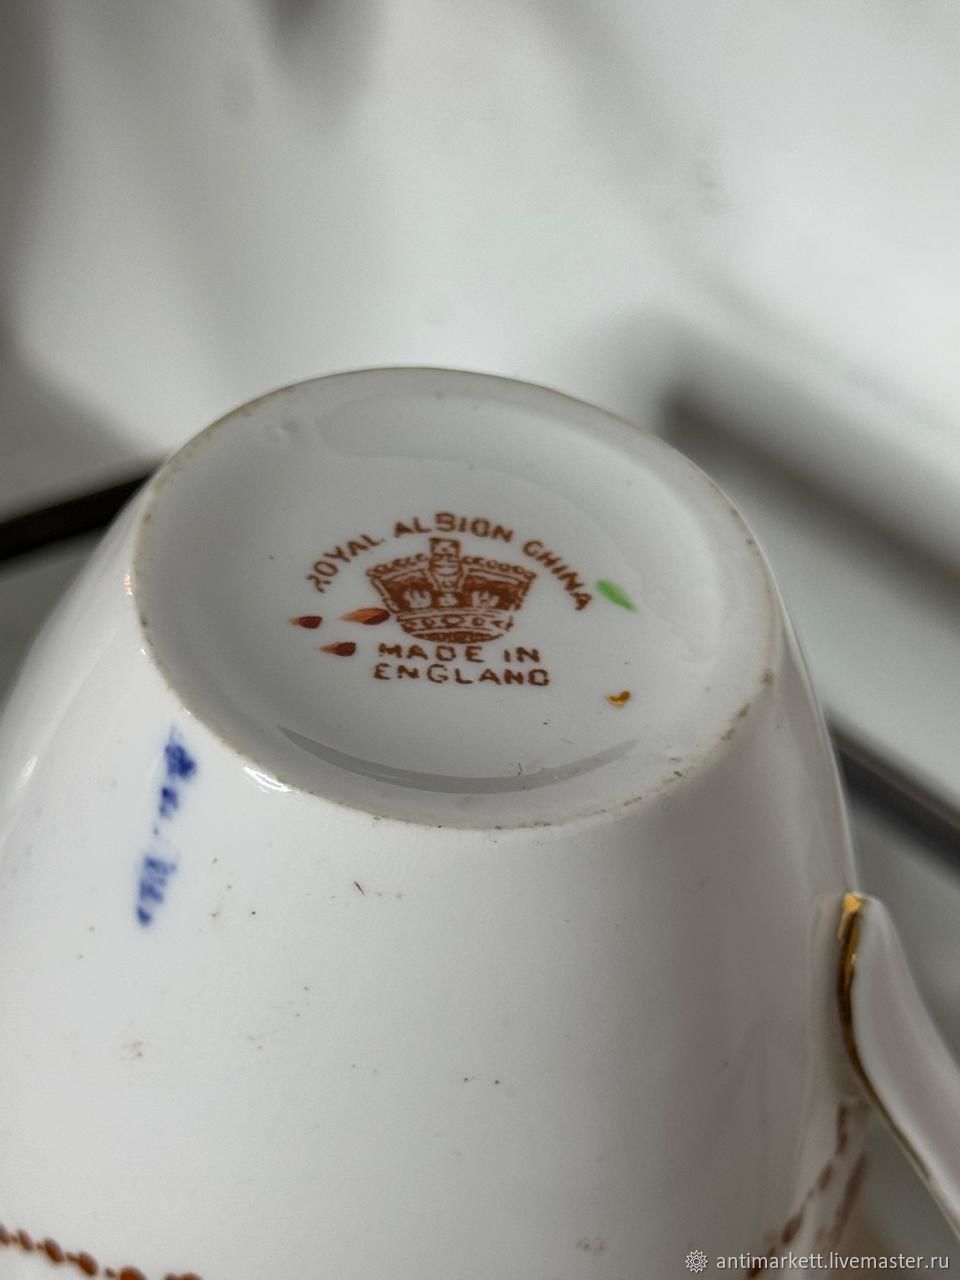 ROYAL ALBION CHINA
MADE IN
ENGLAND
antimarkett.livemaster.ru